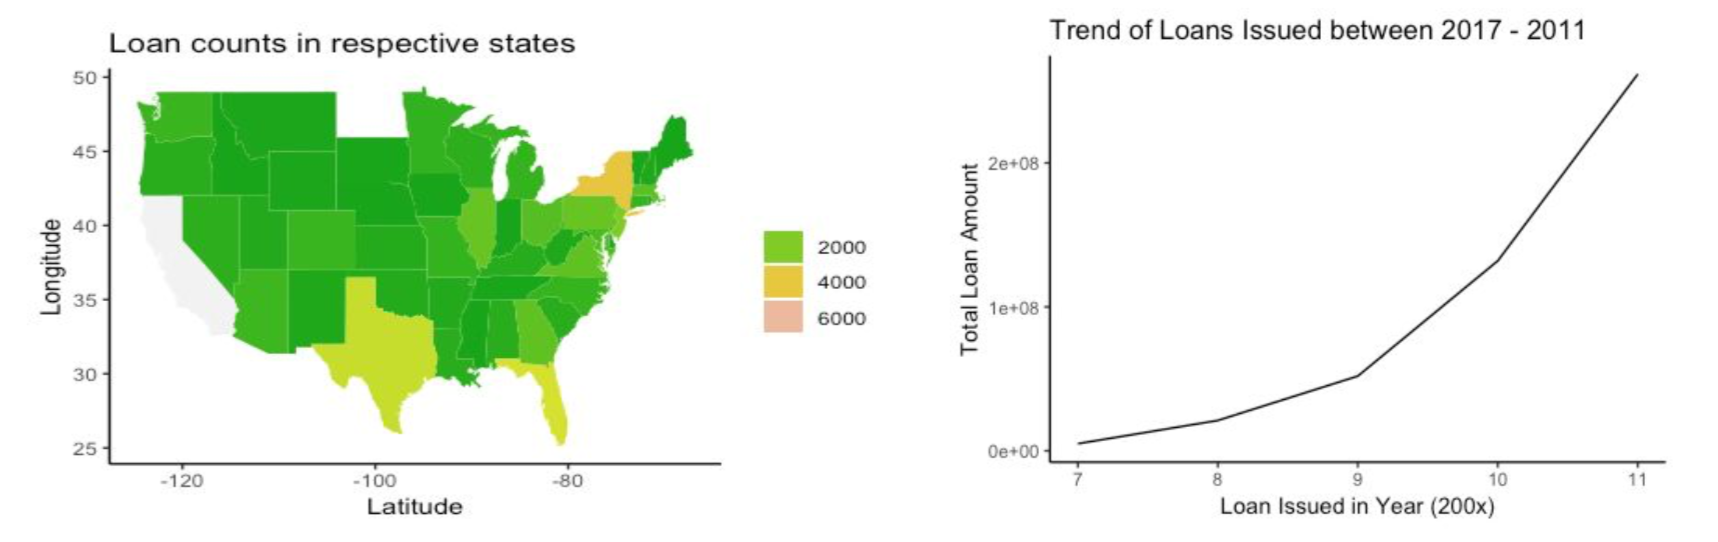 Loan counts in respective states
50
45
40
35
30
25
Longitude
-120
-100
-80
Latitude
2000
4000
6000
Trend of Loans Issued between 2017 - 2011
2e+08
1e+08
0e+00
Total Loan Amount
7
8
9
10
11
Loan Issued in Year (200x)